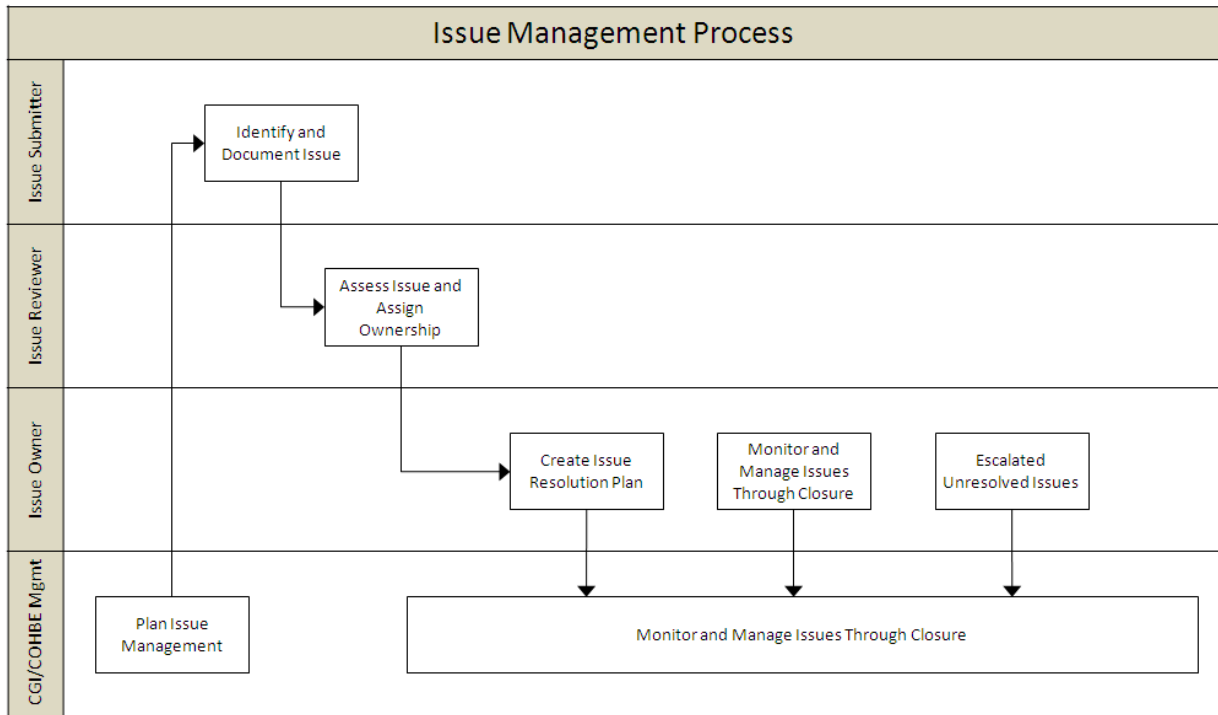 Issue Management Process
Issue Submitter
Identify and
Document Issue
Issue Reviewer
Assess Issue and
Assign
Ownership
Issue Owner
Create Issue
Resolution Plan
Monitor and
Manage Issues
Through Closure
Escalated
Unresolved Issues
CGI/COHBE Mgmt
Plan Issue
Management
Monitor and Manage Issues Through Closure